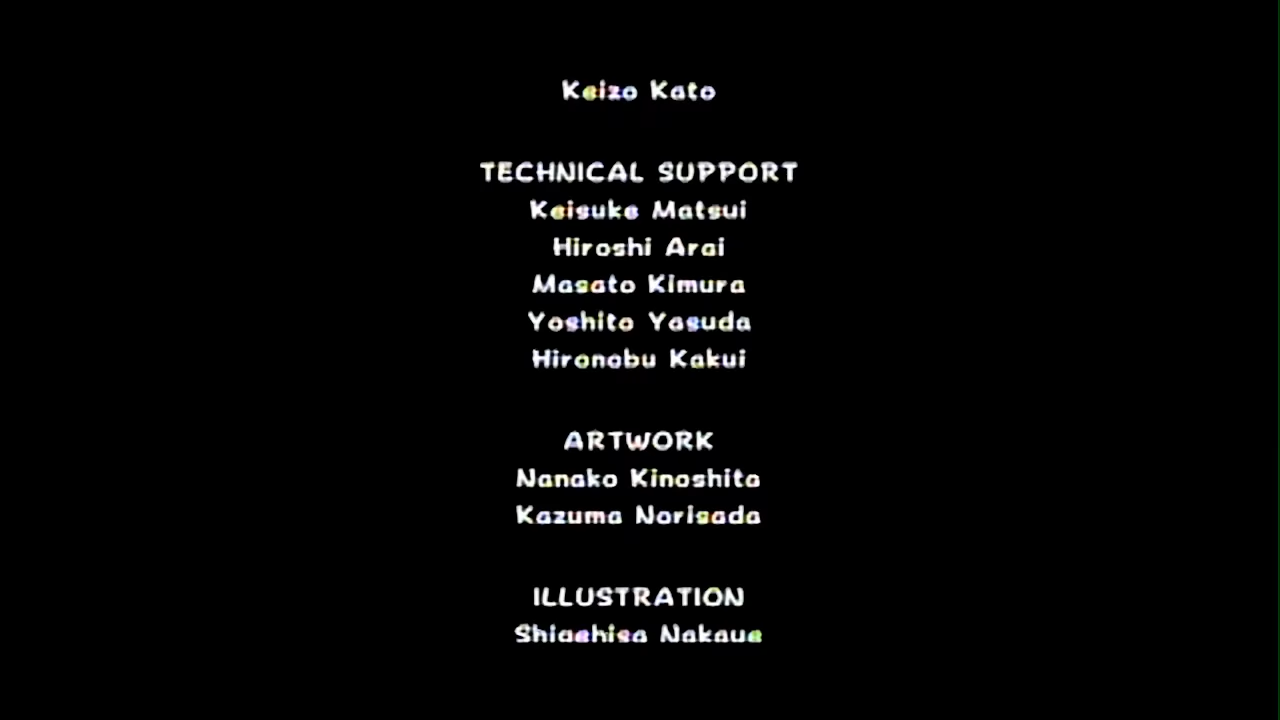 Keizo Kato
TECHNICAL SUPPORT
Keisuke Matsui
Hiroshi Arai
Masato Kimura
Yoshito Yasuda
Hironobu Kakui
ARTWORK
Nanako Kinoshita
Kazuma Norisada
ILLUSTRATION
Shigehisa Nakaue